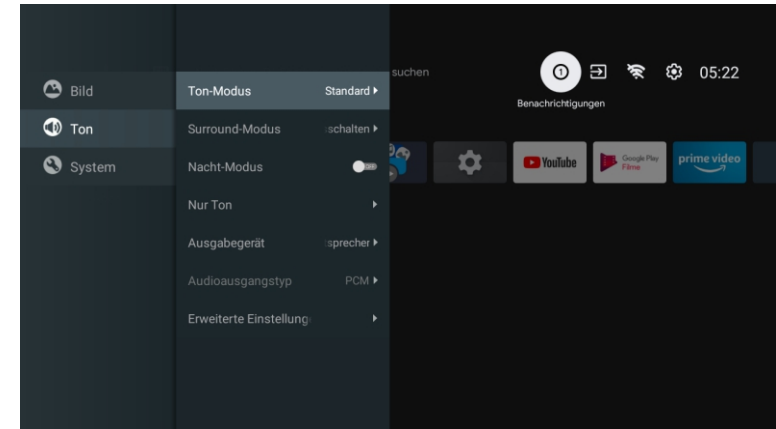 suchen
1
05:22
Benachrichtigungen
Bild
Ton
System
Ton-Modus Standard
Surround-Modus schalten
Nacht-Modus
Nur Ton
Ausgabegerät sprecher
Audioausgangstyp PCM
Erweiterte Einstellung
YouTube
Google Play
Filme
prime video